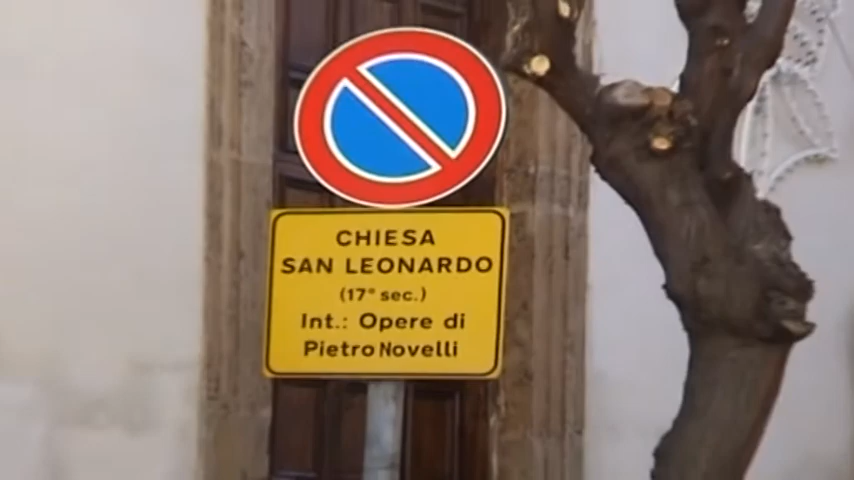 CHIESA
SAN LEONARDO
(17° sec.)
Int.: Opere di
Pietro Novelli